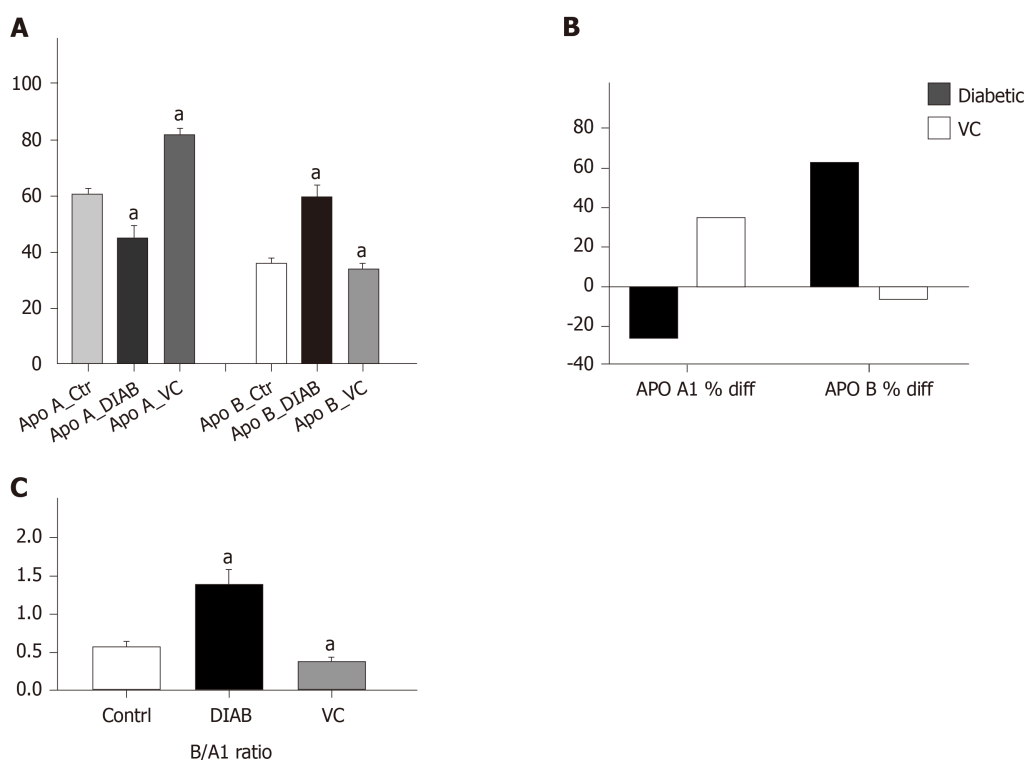 A
100
80
60
40
20
0
a
a
a
a
a
Apo A_Ctr
Apo A_DIAB
Apo A_VC
Apo B_Ctr
Apo B_DIAB
Apo B_VC
B
Diabetic
VC
80
60
40
20
0
-20
-40
APO A1 % diff
APO B % diff
C
2.0
1.5
1.0
0.5
0.0
a
a
Contrl
DIAB
VC
B/A1 ratio